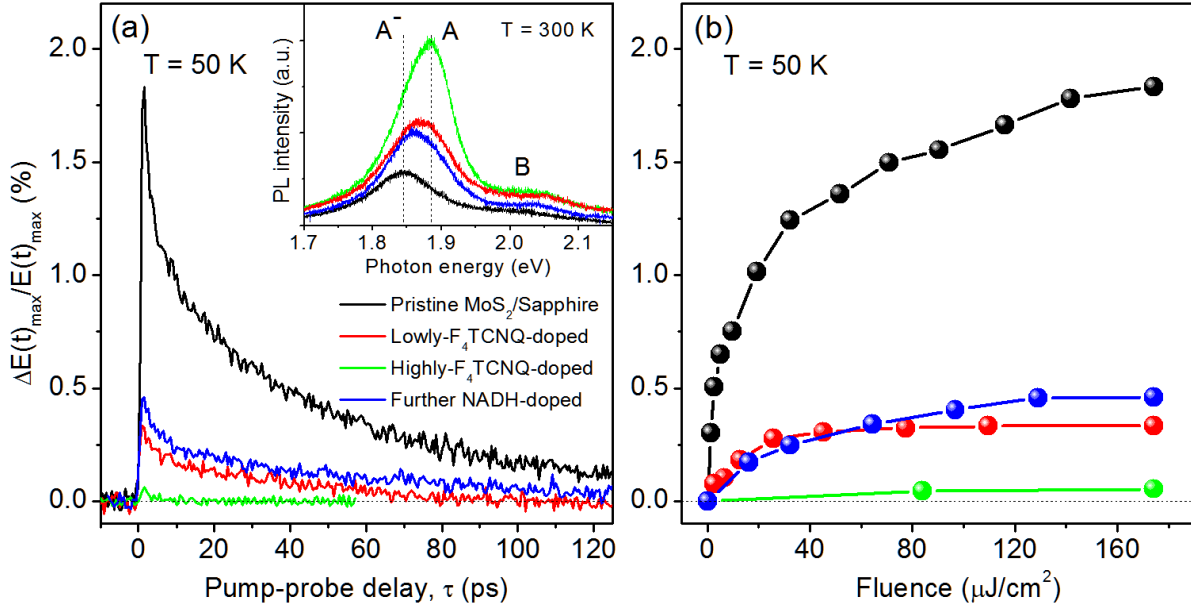 (a)
T = 50 K
A⁻ A
T = 300 K
B
PL intensity (a.u.)
1.7 1.8 1.9 2.0 2.1
Photon energy (eV)
Pristine MoS₂/Sapphire
Lowly-F₄TCNQ-doped
Highly-F₄TCNQ-doped
Further NADH-doped
ΔE(t)max/E(t)max (%)
2.0
1.5
1.0
0.5
0.0
0 20 40 60 80 100 120
Pump-probe delay, τ (ps)
(b)
T = 50 K
2.0
1.5
1.0
0.5
0.0
0 40 80 120 160
Fluence (μJ/cm²)